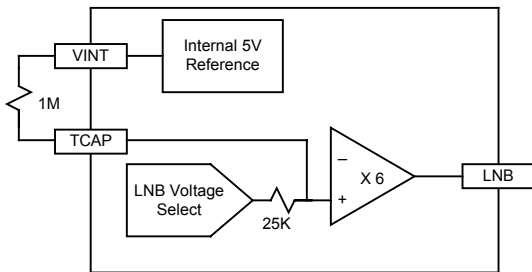 VINT
Internal 5V
Reference
1M
TCAP
LNB Voltage
Select
25K
–
+
X 6
LNB